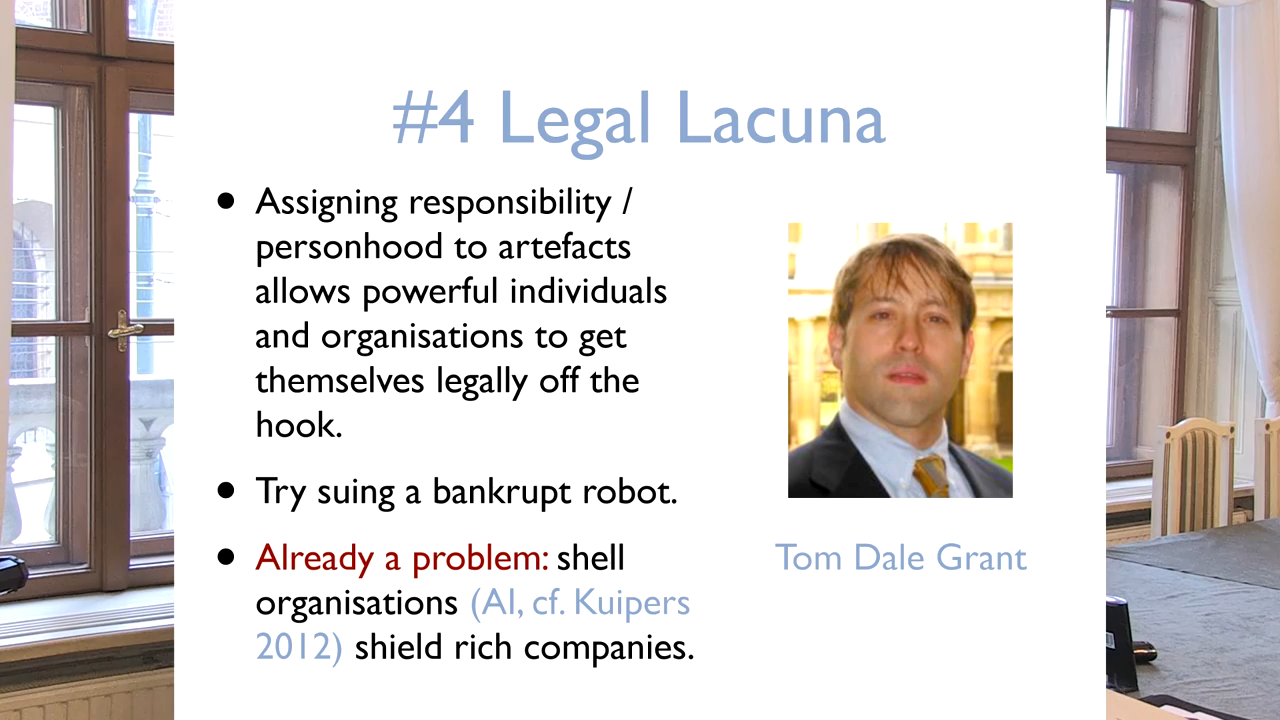 #4 Legal Lacuna
• Assigning responsibility /
personhood to artefacts
allows powerful individuals
and organisations to get
themselves legally off the
hook.
• Try suing a bankrupt robot.
• Already a problem: shell
organisations (AI, cf. Kuipers
2012) shield rich companies.
Tom Dale Grant